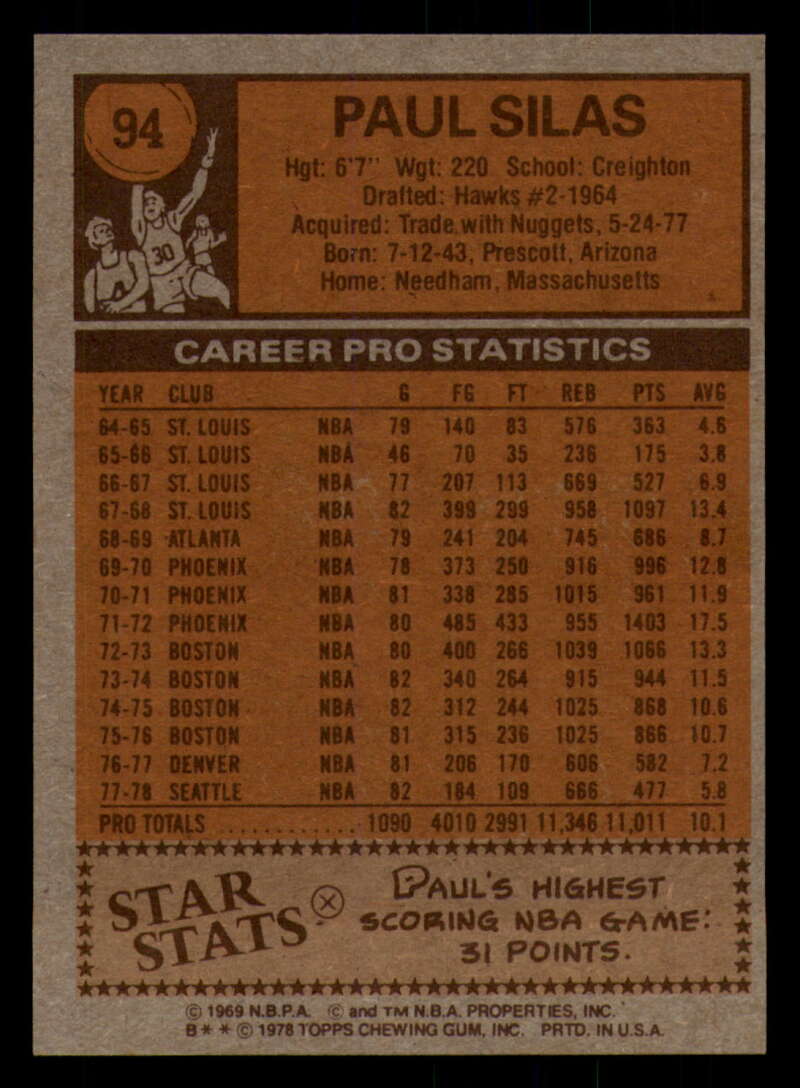 94
PAUL SILAS
Hgt: 6'7" Wgt: 220 School: Creighton
Drafted: Hawks #2-1964
Acquired: Trade with Nuggets, 5-24-77
Born: 7-12-43, Prescott, Arizona
Home: Needham, Massachusetts
30
CAREER PRO STATISTICS
YEAR CLUB G FG FT REB PTS AVG
64-65 ST. LOUIS NBA 79 140 83 576 363 4.6
65-66 ST. LOUIS NBA 46 70 35 236 175 3.8
66-67 ST. LOUIS NBA 77 207 113 669 527 6.9
67-68 ST. LOUIS NBA 82 399 299 958 1097 13.4
68-69 ATLANTA NBA 79 241 204 745 686 8.7
69-70 PHOENIX NBA 78 373 250 916 996 12.8
70-71 PHOENIX NBA 81 338 285 1015 961 11.9
71-72 PHOENIX NBA 80 485 433 955 1403 17.5
72-73 BOSTON NBA 80 400 266 1039 1066 13.3
73-74 BOSTON NBA 82 340 264 915 944 11.5
74-75 BOSTON NBA 82 312 244 1025 868 10.6
75-76 BOSTON NBA 81 315 236 1025 866 10.7
76-77 DENVER NBA 81 206 170 606 582 7.2
77-78 SEATTLE NBA 82 184 109 666 477 5.8
PRO TOTALS ............ 1090 4010 2991 11,346 11,011 10.1
STAR STATS
PAUL'S HIGHEST
SCORING NBA GAME:
31 POINTS.
© 1969 N.B.P.A. © and TM N.B.A. PROPERTIES, INC.
B * * © 1978 TOPPS CHEWING GUM, INC. PRTD. IN U.S.A.